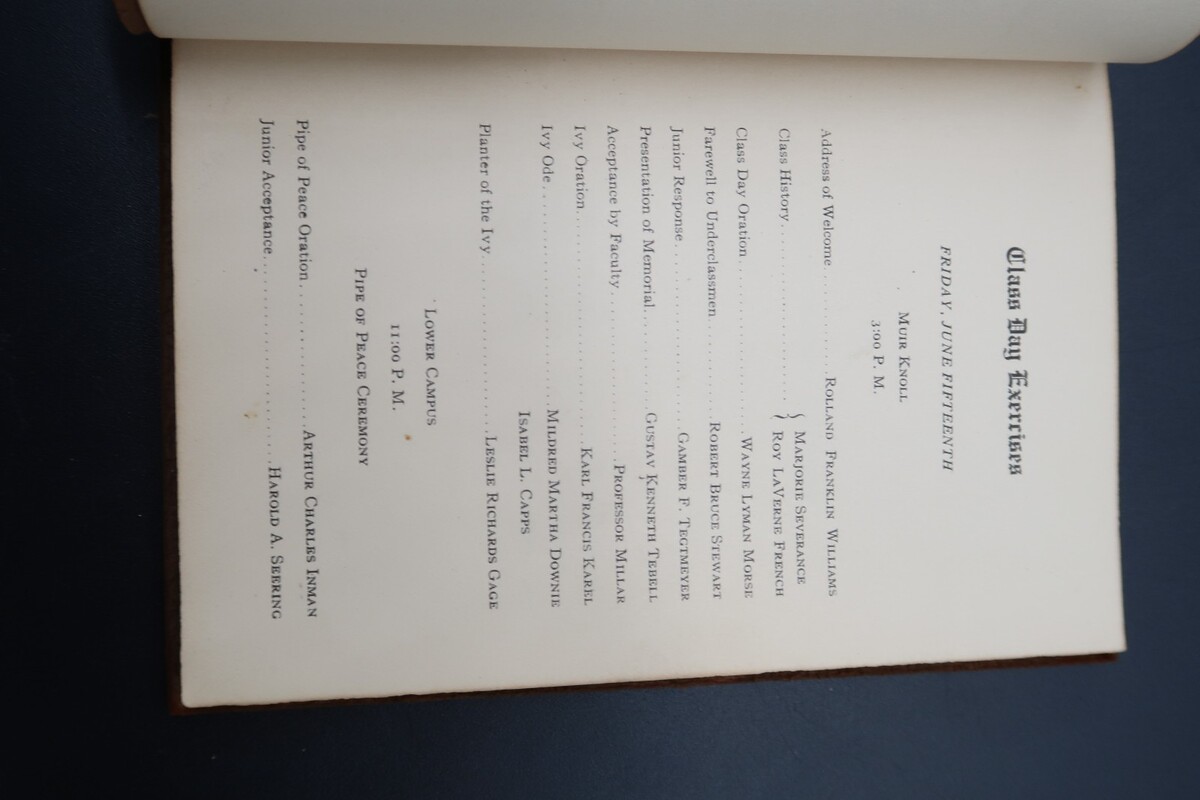 Class Day Exercises
FRIDAY, JUNE FIFTEENTH
MUIR KNOLL
3:00 P. M.
Address of Welcome..............ROLLAND FRANKLIN WILLIAMS
Class History......................{ MARJORIE SEVERANCE
ROY LAVERNE FRENCH
Class Day Oration......................WAYNE LYMAN MORSE
Farewell to Underclassmen.............ROBERT BRUCE STEWART
Junior Response......................GAMBER F. TEGTMEYER
Presentation of Memorial.............GUSTAV KENNETH TEBELL
Acceptance by Faculty......................PROFESSOR MILLAR
Ivy Oration.............................KARL FRANCIS KAREL
Ivy Ode............................MILDRED MARTHA DOWNIE
ISABEL L. CAPPS
Planter of the Ivy......................LESLIE RICHARDS GAGE
LOWER CAMPUS
11:00 P. M.
PIPE OF PEACE CEREMONY
Pipe of Peace Oration.................ARTHUR CHARLES INMAN
Junior Acceptance.........................HAROLD A. SEERING